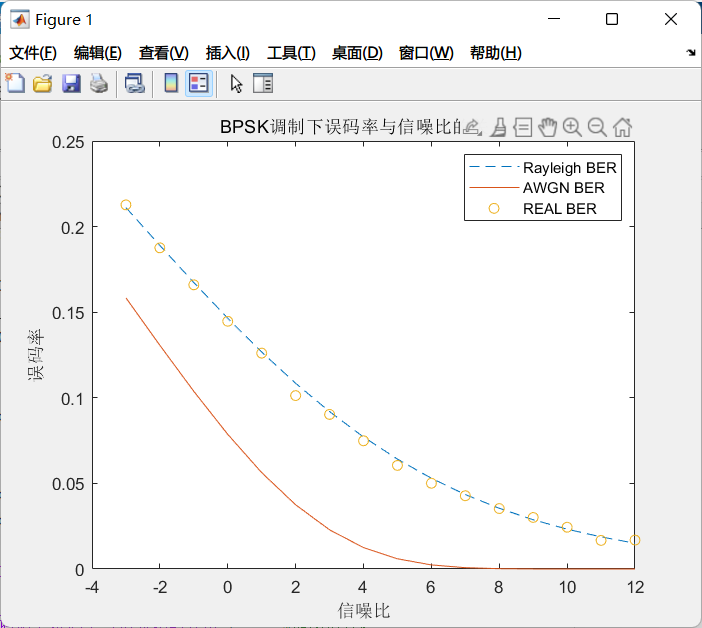 Figure 1
文件(F) 编辑(E) 查看(V) 插入(I) 工具(T) 桌面(D) 窗口(W) 帮助(H)
BPSK调制下误码率与信噪比的
0.25
0.2
0.15
0.1
0.05
0
误码率
Rayleigh BER
AWGN BER
REAL BER
-4 -2 0 2 4 6 8 10 12
信噪比